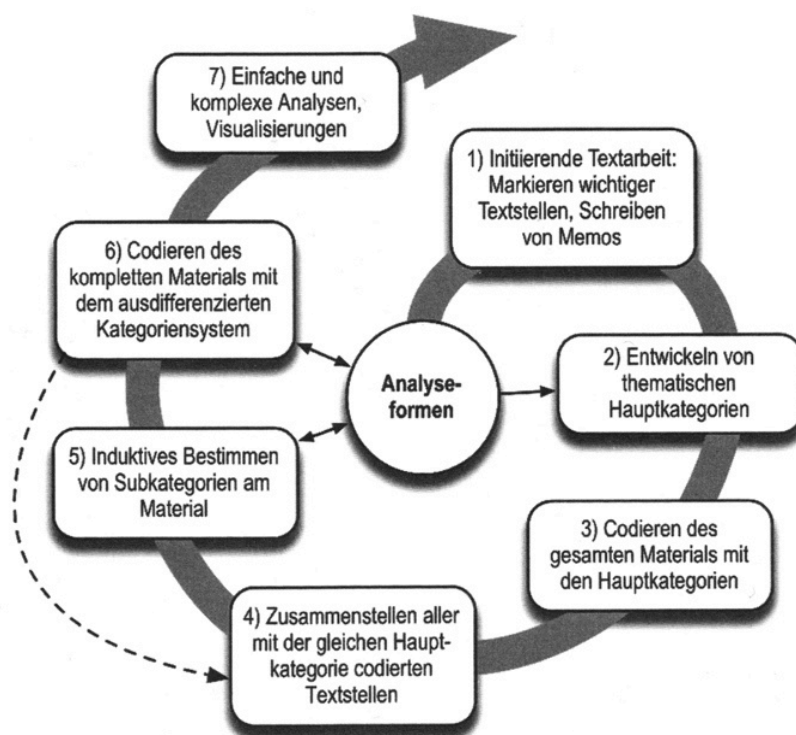 7) Einfache und
komplexe Analysen,
Visualisierungen
1) Initiierende Textarbeit:
Markieren wichtiger
Textstellen, Schreiben
von Memos
6) Codieren des
kompletten Materials mit
dem ausdifferenzierten
Kategoriensystem
Analyse-
formen
2) Entwickeln von
thematischen
Hauptkategorien
5) Induktives Bestimmen
von Subkategorien am
Material
3) Codieren des
gesamten Materials mit
den Hauptkategorien
4) Zusammenstellen aller
mit der gleichen Haupt-
kategorie codierten
Textstellen